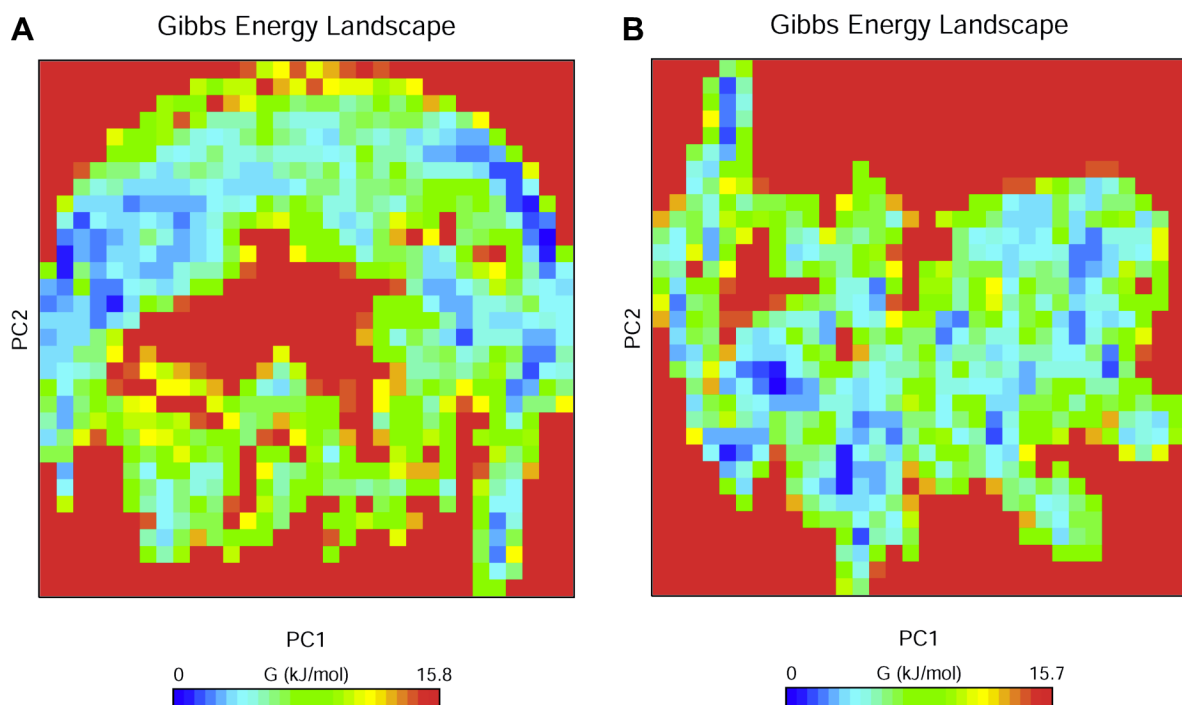 A
Gibbs Energy Landscape
PC2
PC1
0 G (kJ/mol) 15.8
B
Gibbs Energy Landscape
PC2
PC1
0 G (kJ/mol) 15.7